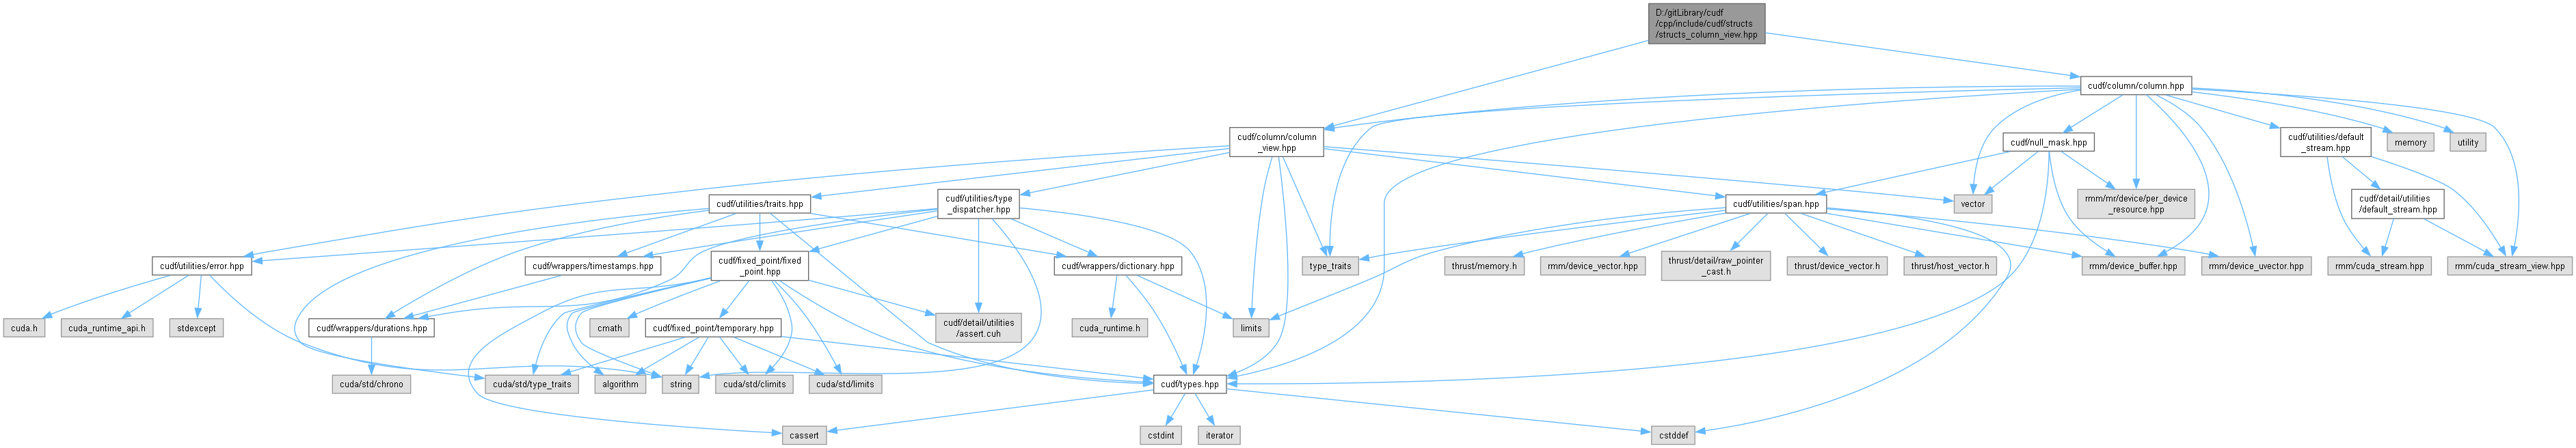 D:/gitLibrary/cudf
/cpp/include/cudf/structs
/structs_column_view.hpp
cudf/column/column.hpp
cudf/column/column
_view.hpp
cudf/null_mask.hpp
cudf/utilities/default
_stream.hpp
memory
utility
cudf/utilities/traits.hpp
cudf/utilities/type
_dispatcher.hpp
cudf/utilities/span.hpp
vector
rmm/mr/device/per_device
_resource.hpp
cudf/detail/utilities
/default_stream.hpp
cudf/utilities/error.hpp
cudf/wrappers/timestamps.hpp
cudf/fixed_point/fixed
_point.hpp
cudf/wrappers/dictionary.hpp
type_traits
thrust/memory.h
rmm/device_vector.hpp
thrust/detail/raw_pointer
_cast.h
thrust/device_vector.h
thrust/host_vector.h
rmm/device_buffer.hpp
rmm/device_uvector.hpp
rmm/cuda_stream.hpp
rmm/cuda_stream_view.hpp
cuda.h
cuda_runtime_api.h
stdexcept
cudf/wrappers/durations.hpp
cmath
cudf/fixed_point/temporary.hpp
cudf/detail/utilities
/assert.cuh
cuda_runtime.h
limits
cuda/std/chrono
cuda/std/type_traits
algorithm
string
cuda/std/climits
cuda/std/limits
cudf/types.hpp
cassert
cstdint
iterator
cstddef